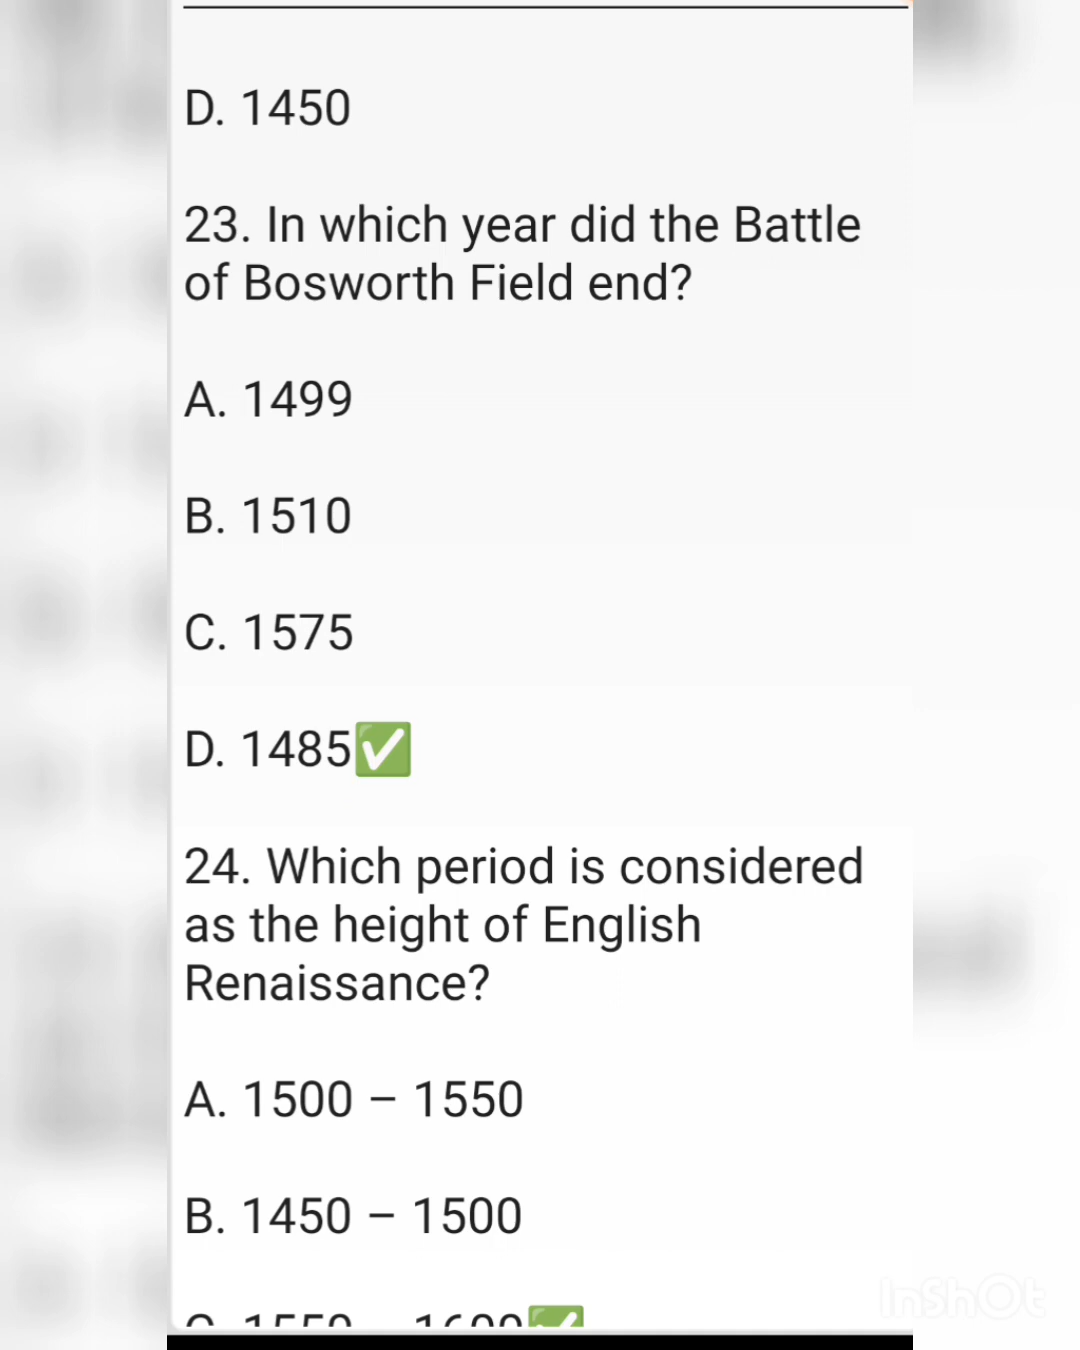 D. 1450
23. In which year did the Battle
of Bosworth Field end?
A. 1499
B. 1510
C. 1575
D. 1485✅
24. Which period is considered
as the height of English
Renaissance?
A. 1500 – 1550
B. 1450 – 1500
InShOt